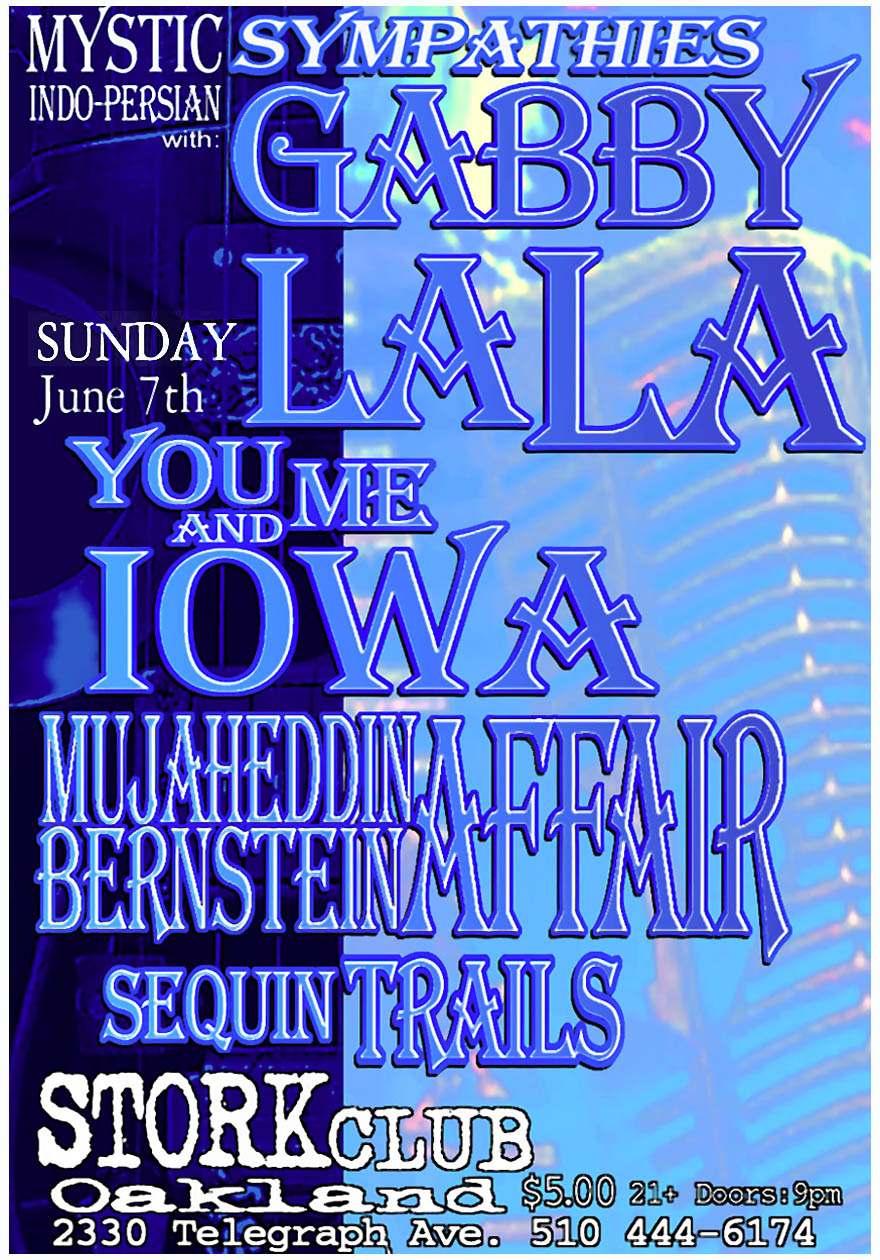 MYSTIC SYMPATHIES
INDO-PERSIAN
with:
GABBY
LALA
SUNDAY
June 7th
YOU
AND ME
IOWA
MUJAHEDDIN
BERNSTEIN AFFAIR
SEQUIN TRAILS
STORK CLUB
Oakland $5.00 21+ Doors: 9pm
2330 Telegraph Ave. 510 444-6174